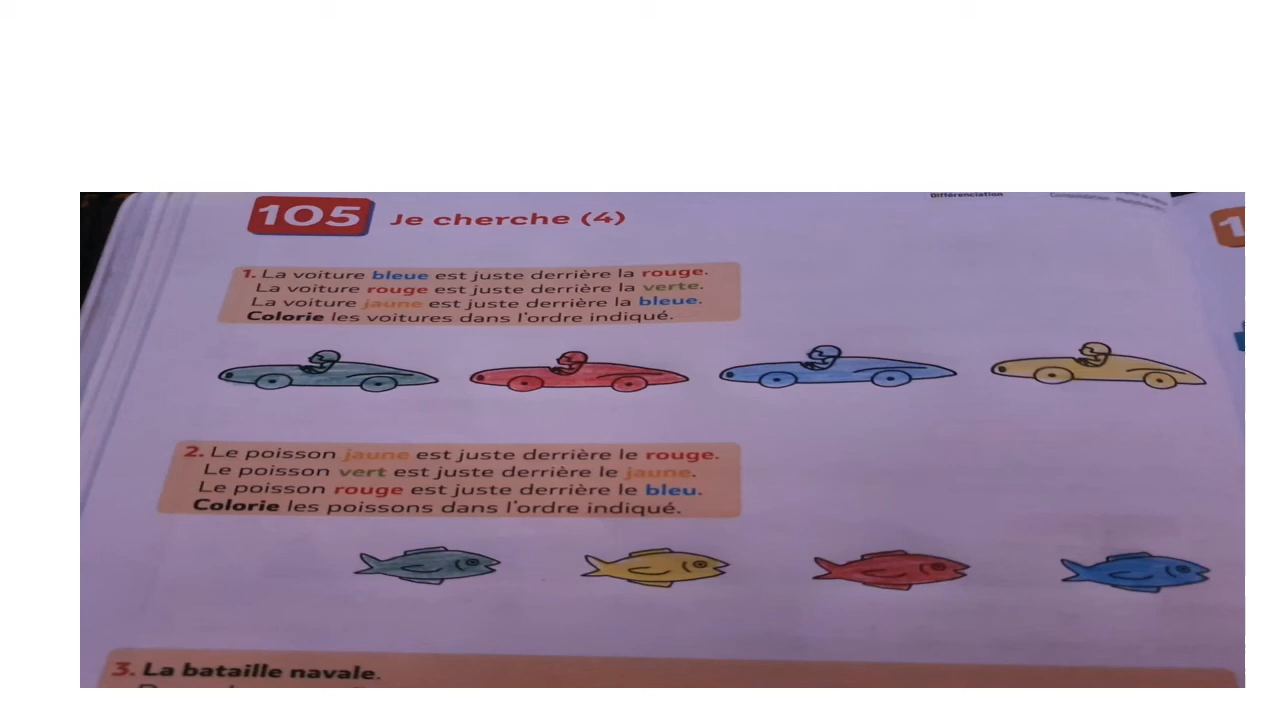 105 Je cherche (4)
Différenciation
1. La voiture bleue est juste derrière la rouge.
La voiture rouge est juste derrière la verte.
La voiture jaune est juste derrière la bleue.
Colorie les voitures dans l'ordre indiqué.
2. Le poisson jaune est juste derrière le rouge.
Le poisson vert est juste derrière le jaune.
Le poisson rouge est juste derrière le bleu.
Colorie les poissons dans l'ordre indiqué.
3. La bataille navale.